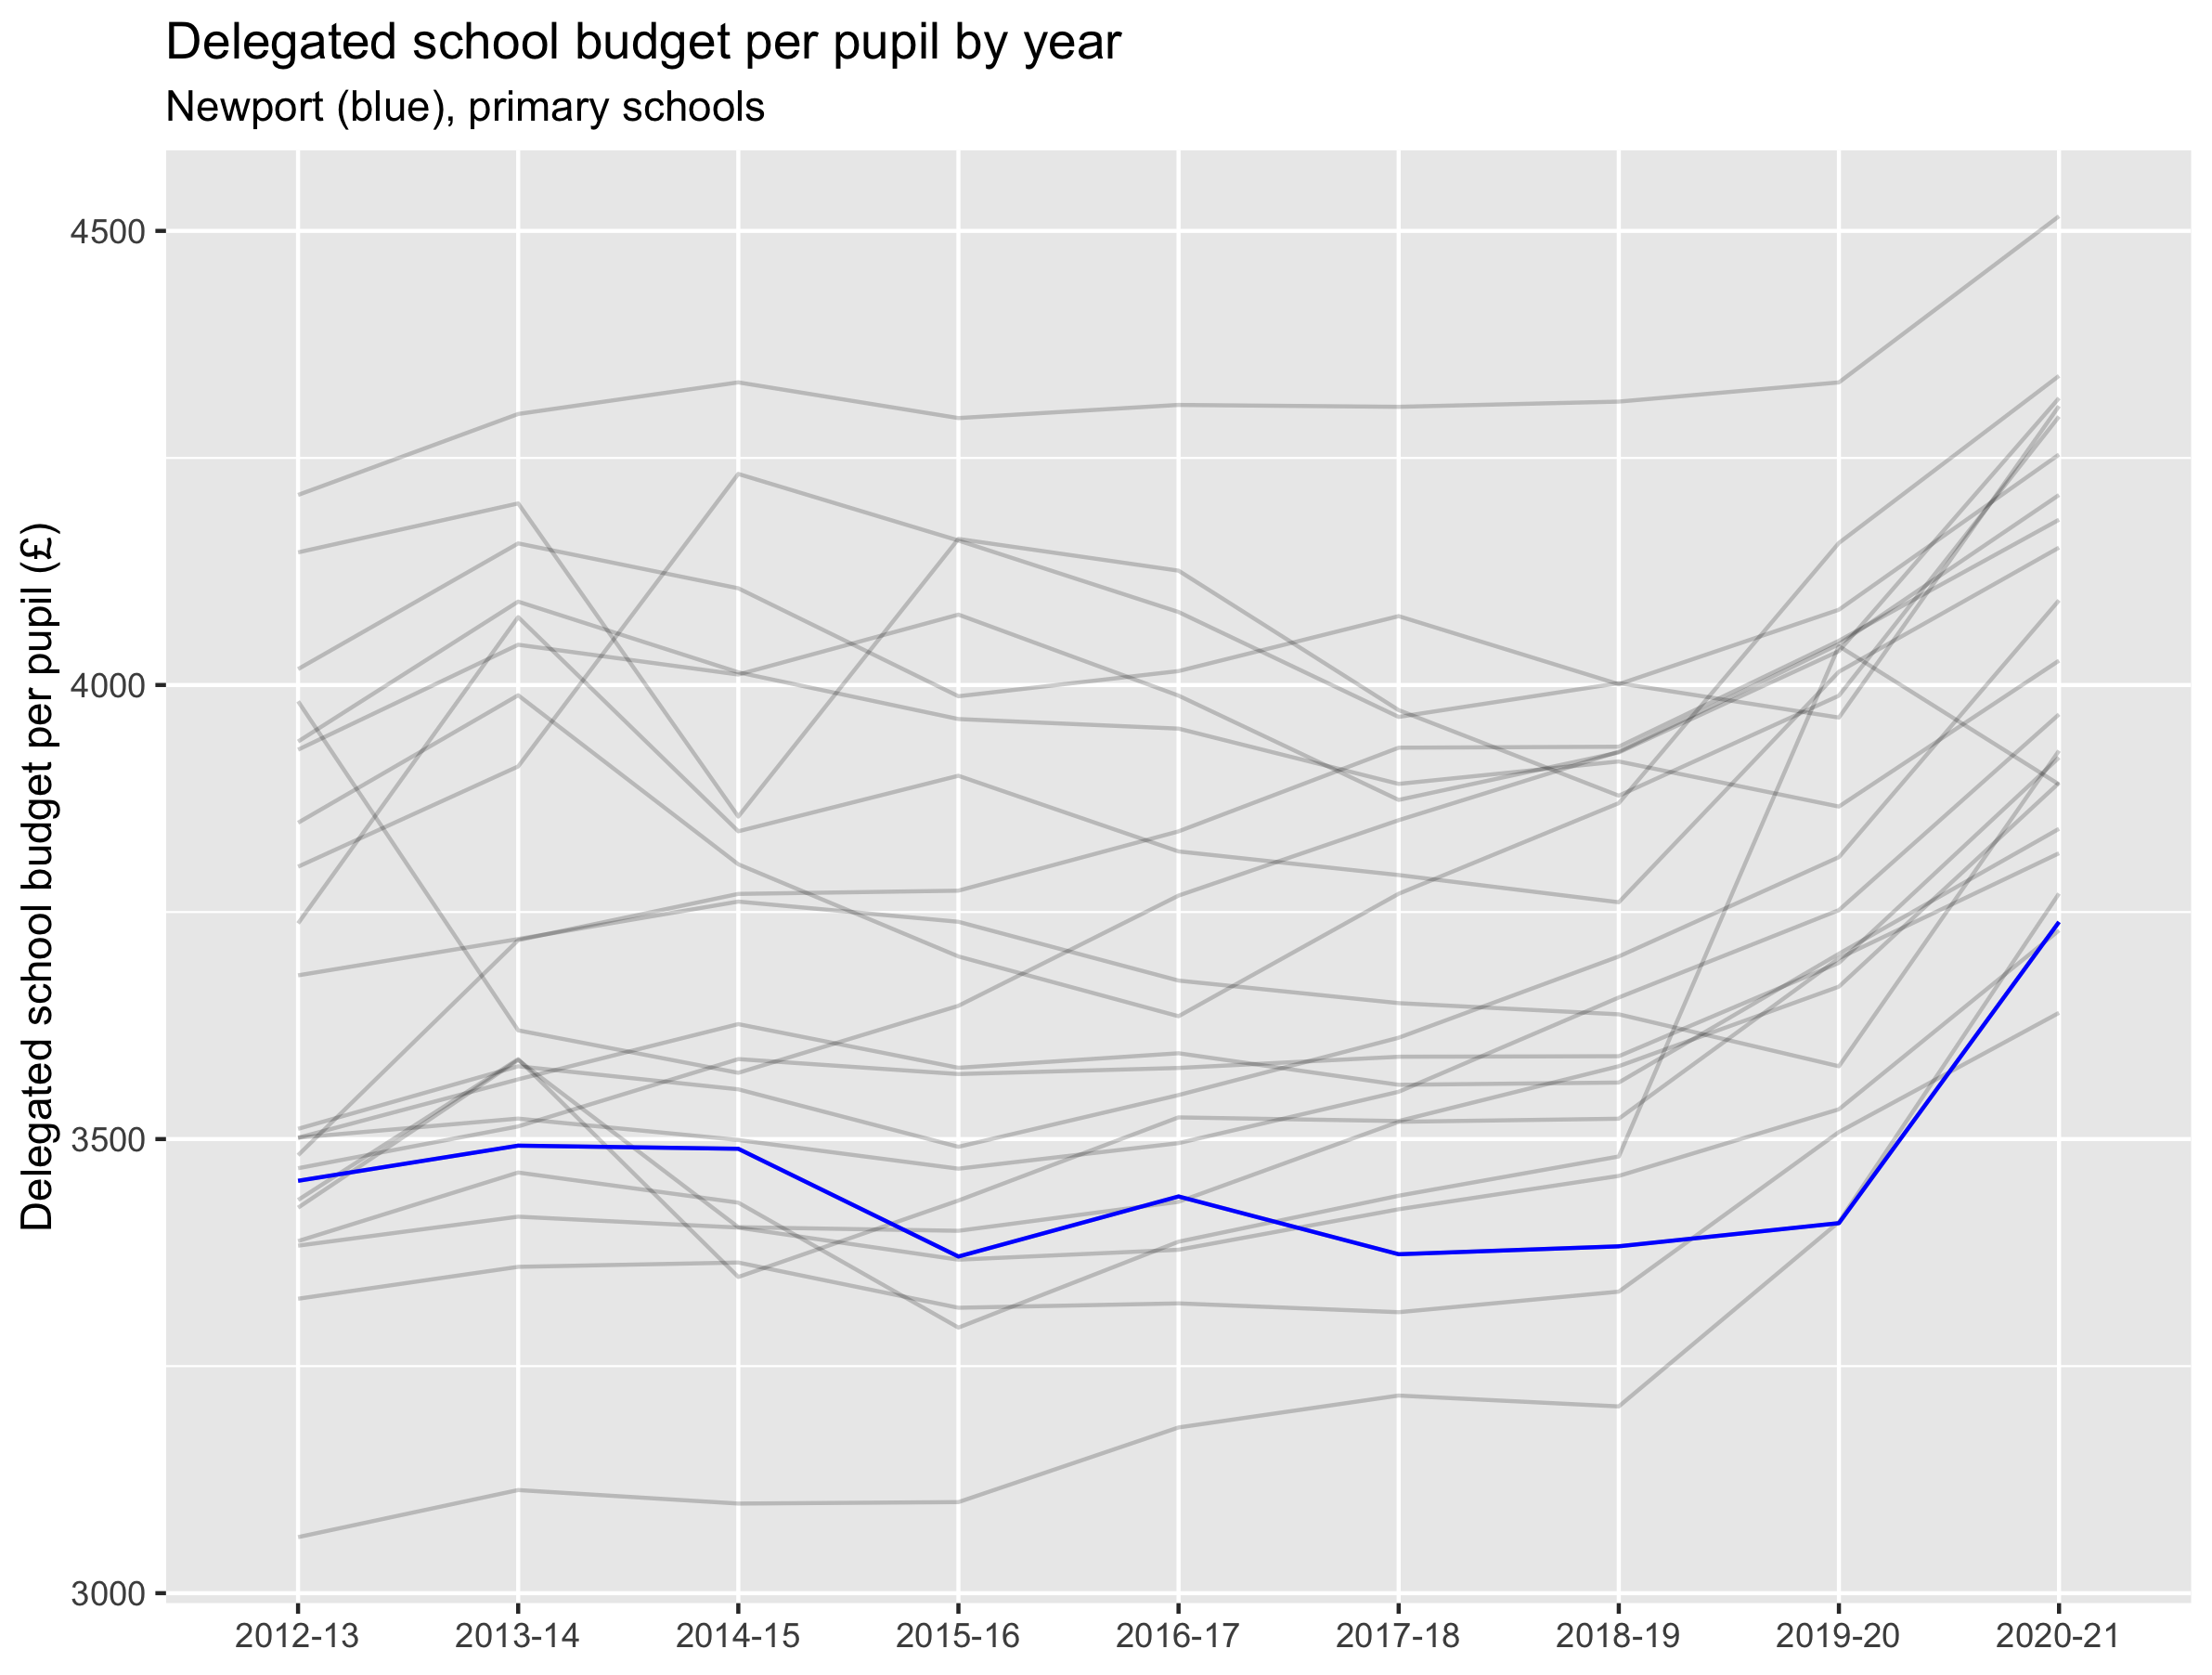 Delegated school budget per pupil by year
Newport (blue), primary schools
Delegated school budget per pupil (£)
4500
4000
3500
3000
2012-13 2013-14 2014-15 2015-16 2016-17 2017-18 2018-19 2019-20 2020-21